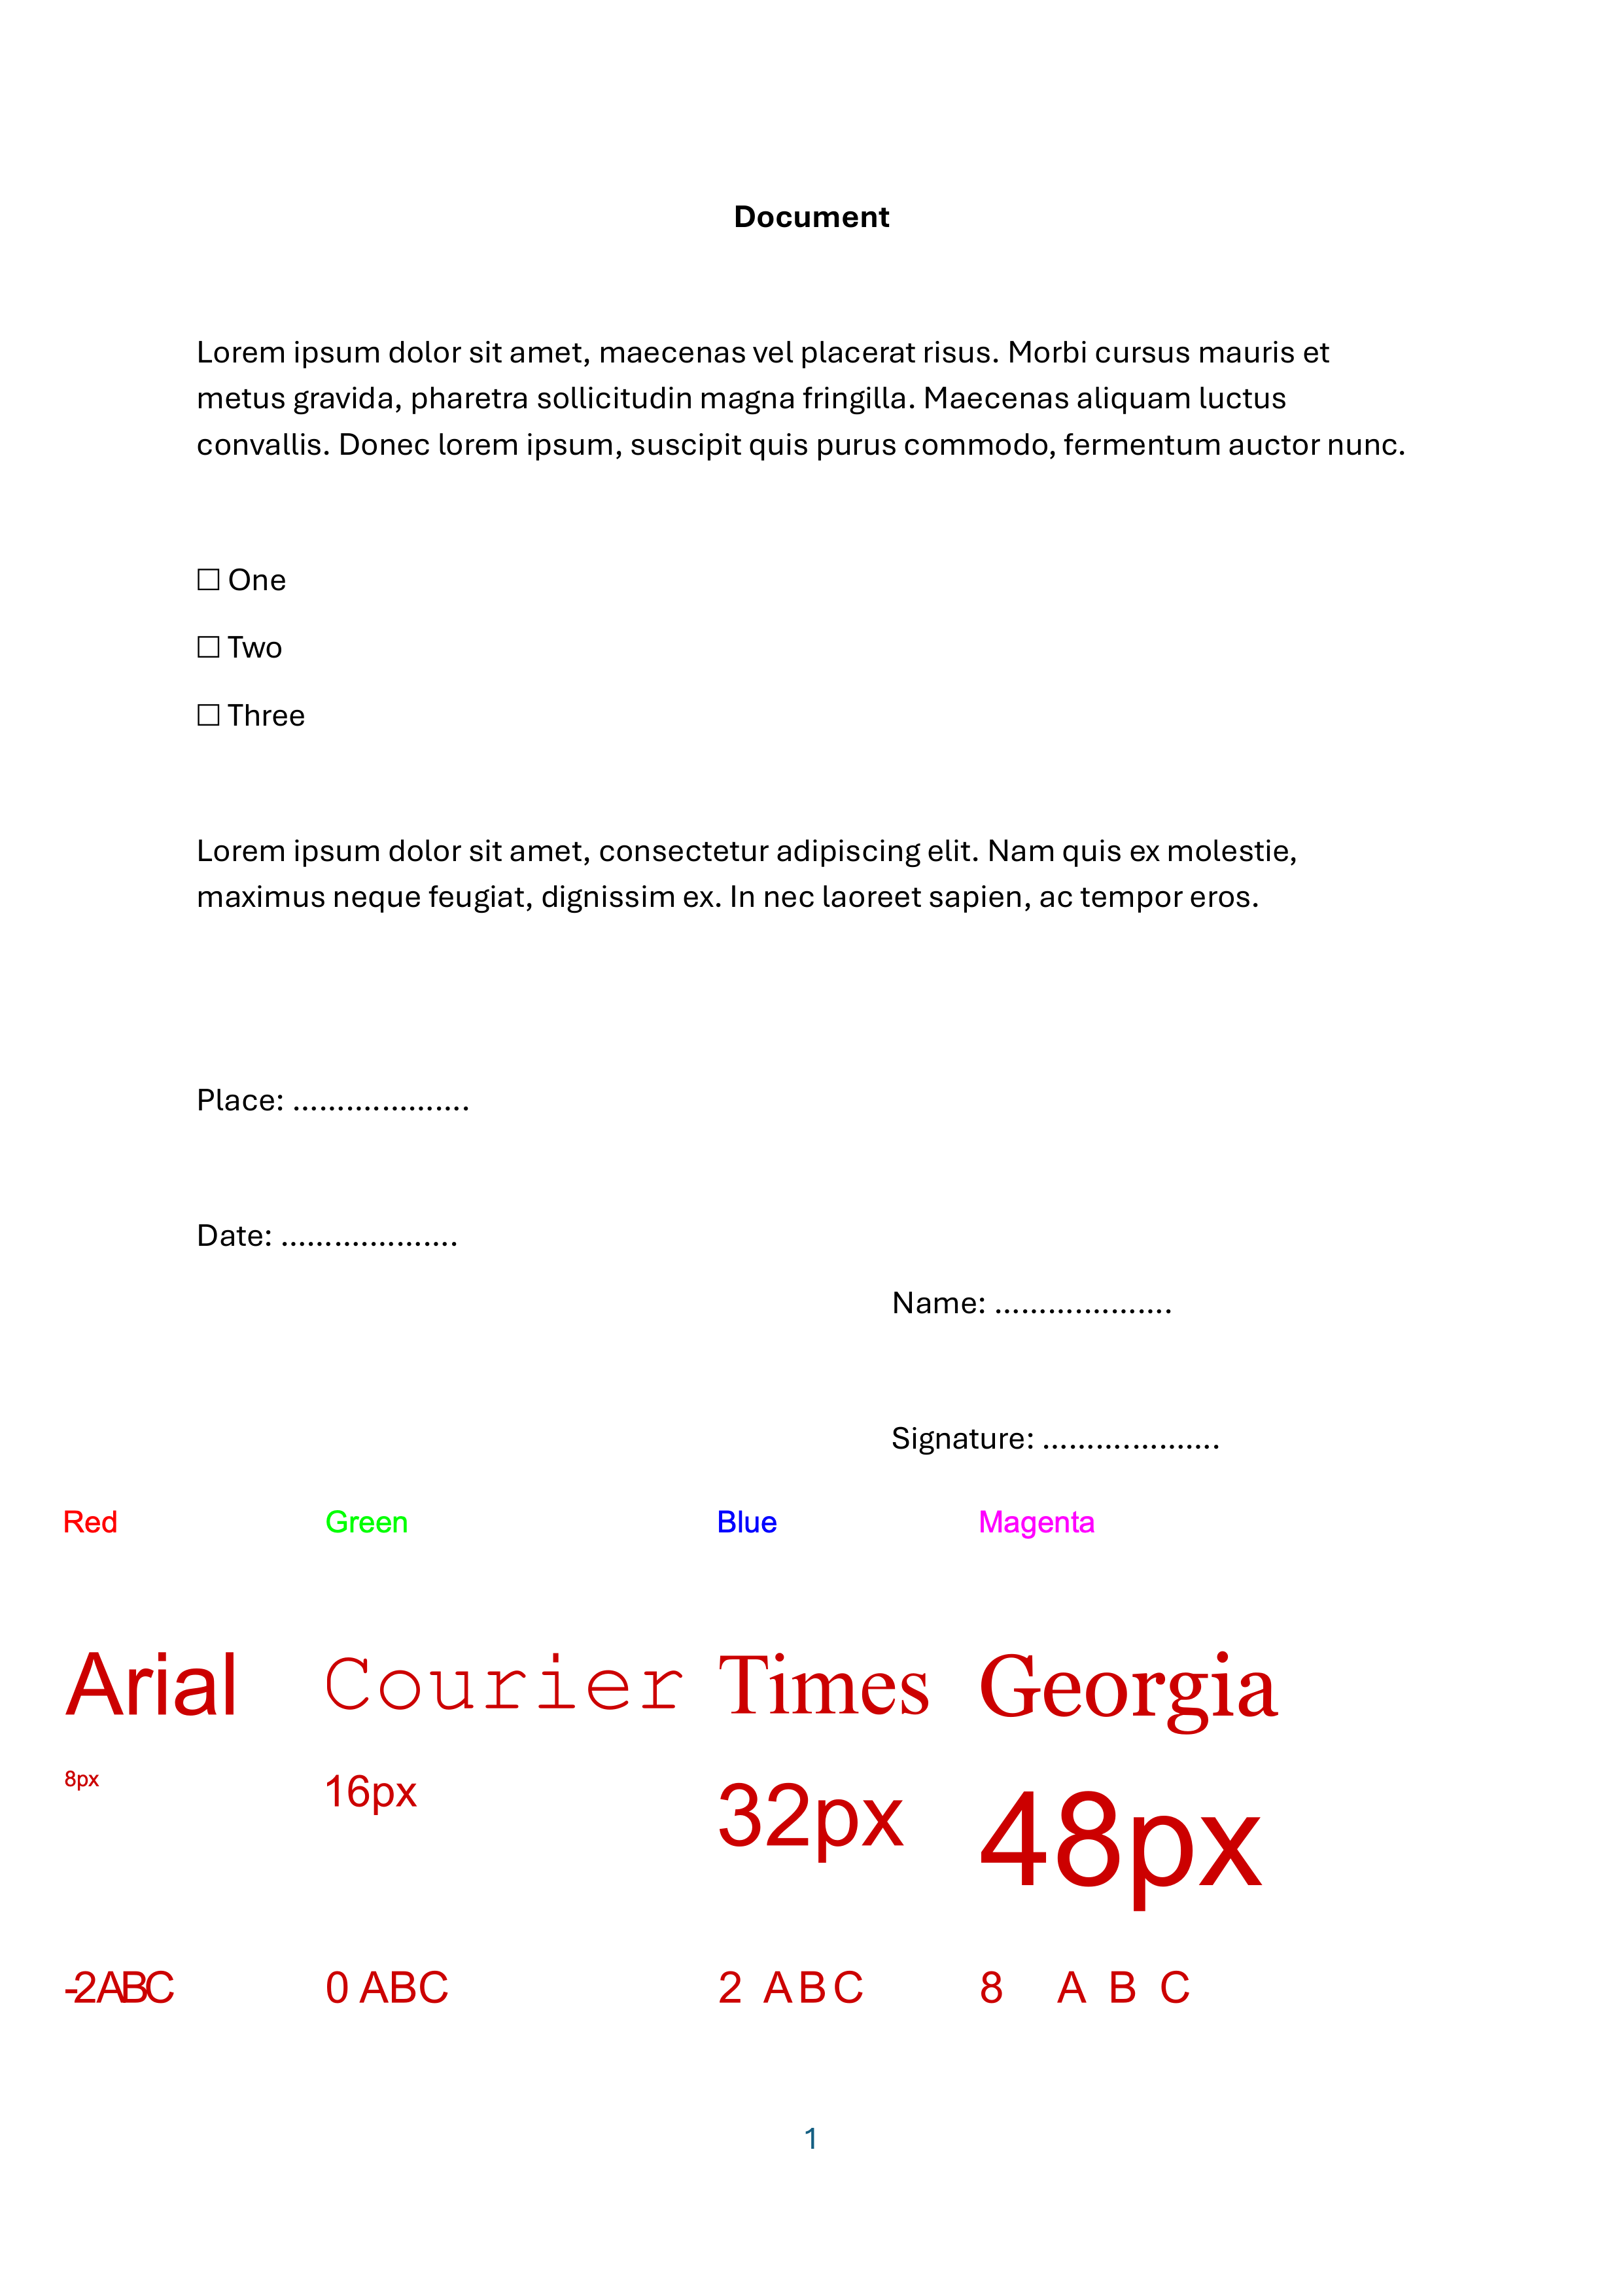 Document
Lorem ipsum dolor sit amet, maecenas vel placerat risus. Morbi cursus mauris et
metus gravida, pharetra sollicitudin magna fringilla. Maecenas aliquam luctus
convallis. Donec lorem ipsum, suscipit quis purus commodo, fermentum auctor nunc.
☐ One
☐ Two
☐ Three
Lorem ipsum dolor sit amet, consectetur adipiscing elit. Nam quis ex molestie,
maximus neque feugiat, dignissim ex. In nec laoreet sapien, ac tempor eros.
Place: ....................
Date: ....................
Name: ....................
Signature: ....................
Red Green Blue Magenta
Arial Courier Times Georgia
8px 16px 32px 48px
-2ABC 0 ABC 2 ABC 8 A B C
1